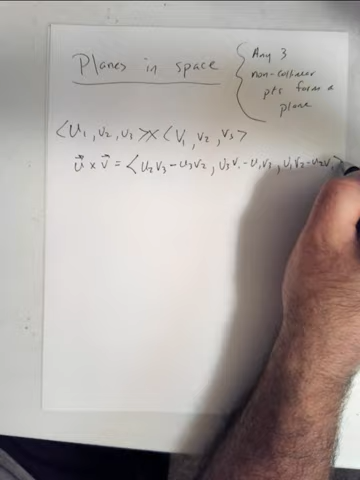 Planes in space
Any 3
non-collinear
pts forms a
plane
<U₁, U₂, U₃> X <V₁, V₂, V₃>
u⃗ x v⃗ = <U₂V₃ - U₃V₂, U₃V₁ - U₁V₃, U₁V₂ - U₂V₁>